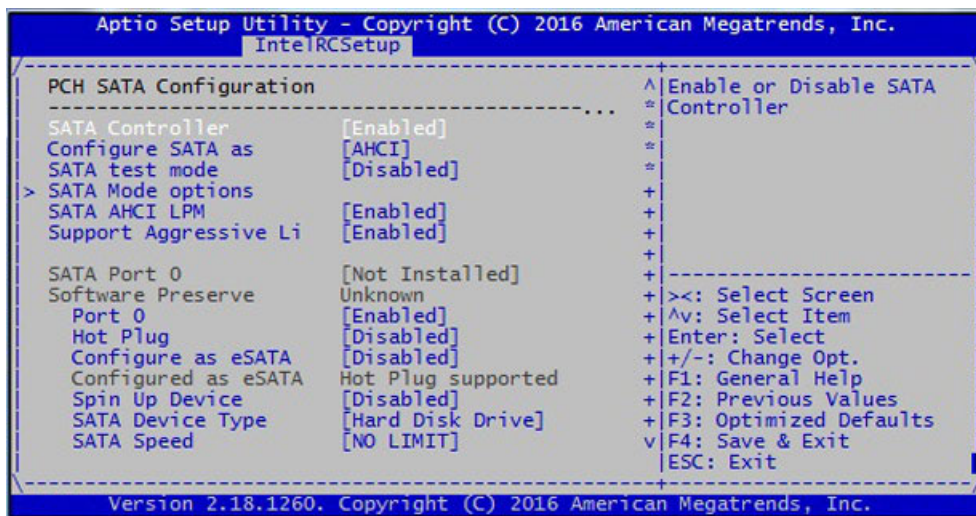 Aptio Setup Utility - Copyright (C) 2016 American Megatrends, Inc.
IntelRCSetup
PCH SATA Configuration
Enable or Disable SATA
Controller
SATA Controller [Enabled]
Configure SATA as [AHCI]
SATA test mode [Disabled]
> SATA Mode options
SATA AHCI LPM [Enabled]
Support Aggressive Li [Enabled]
SATA Port 0 [Not Installed]
Software Preserve Unknown
Port 0 [Enabled]
Hot Plug [Disabled]
Configure as eSATA [Disabled]
Configured as eSATA Hot Plug supported
Spin Up Device [Disabled]
SATA Device Type [Hard Disk Drive]
SATA Speed [NO LIMIT]
><: Select Screen
^v: Select Item
Enter: Select
+/-: Change Opt.
F1: General Help
F2: Previous Values
F3: Optimized Defaults
F4: Save & Exit
ESC: Exit
Version 2.18.1260. Copyright (C) 2016 American Megatrends, Inc.